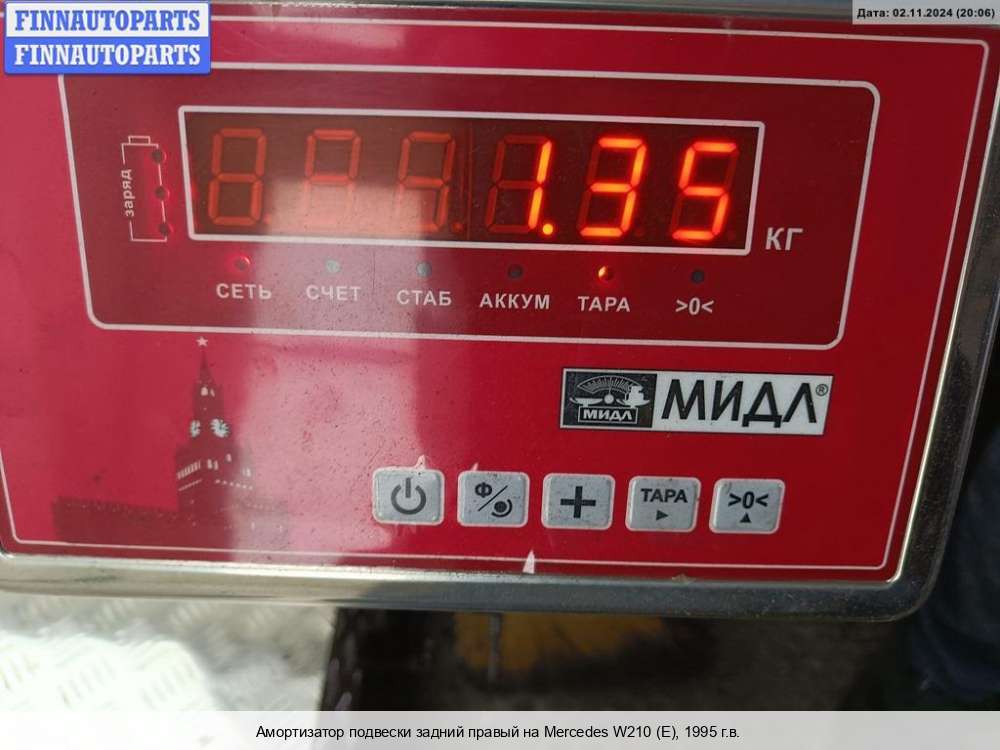 FINNAUTOPARTS
FINNAUTOPARTS
Дата: 02.11.2024 (20:06)
заряд
1.35
КГ
СЕТЬ СЧЕТ СТАБ АККУМ ТАРА >0<
МИДЛ
МИДЛ®
Ф/ + ТАРА >0<
Амортизатор подвески задний правый на Mercedes W210 (E), 1995 г.в.